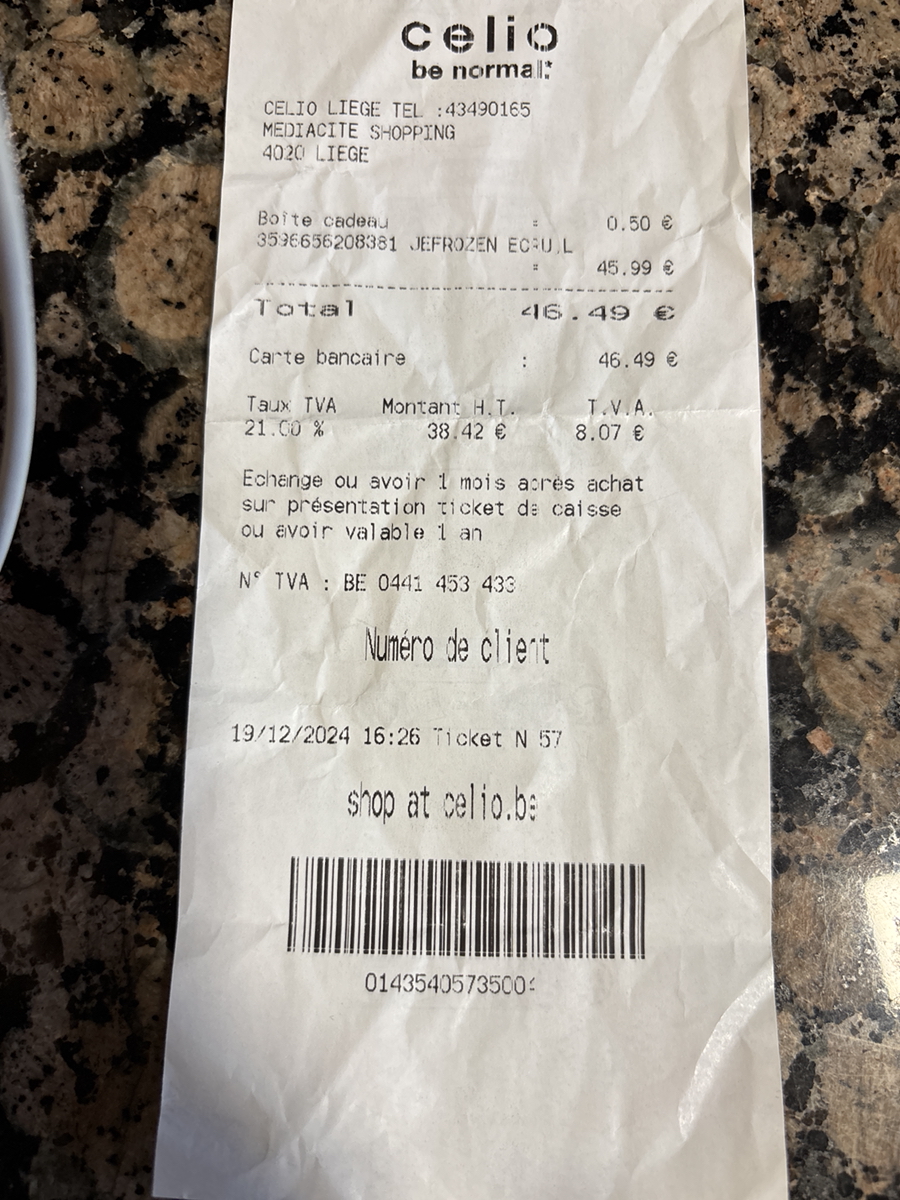 celio
be normal*
CELIO LIEGE TEL :43490165
MEDIACITE SHOPPING
4020 LIEGE
Boîte cadeau : 0.50 €
3596656208381 JEFROZEN
: 45.99 €
Total 46.49 €
Carte bancaire : 46.49 €
Taux TVA Montant H.T. T.V.A.
21.00 % 38.42 € 8.07 €
Echange ou avoir 1 mois après achat
sur présentation ticket de caisse
ou avoir valable 1 an
N° TVA : BE 0441 453 433
Numéro de client
19/12/2024 16:26 Ticket N 57
shop at celio.be